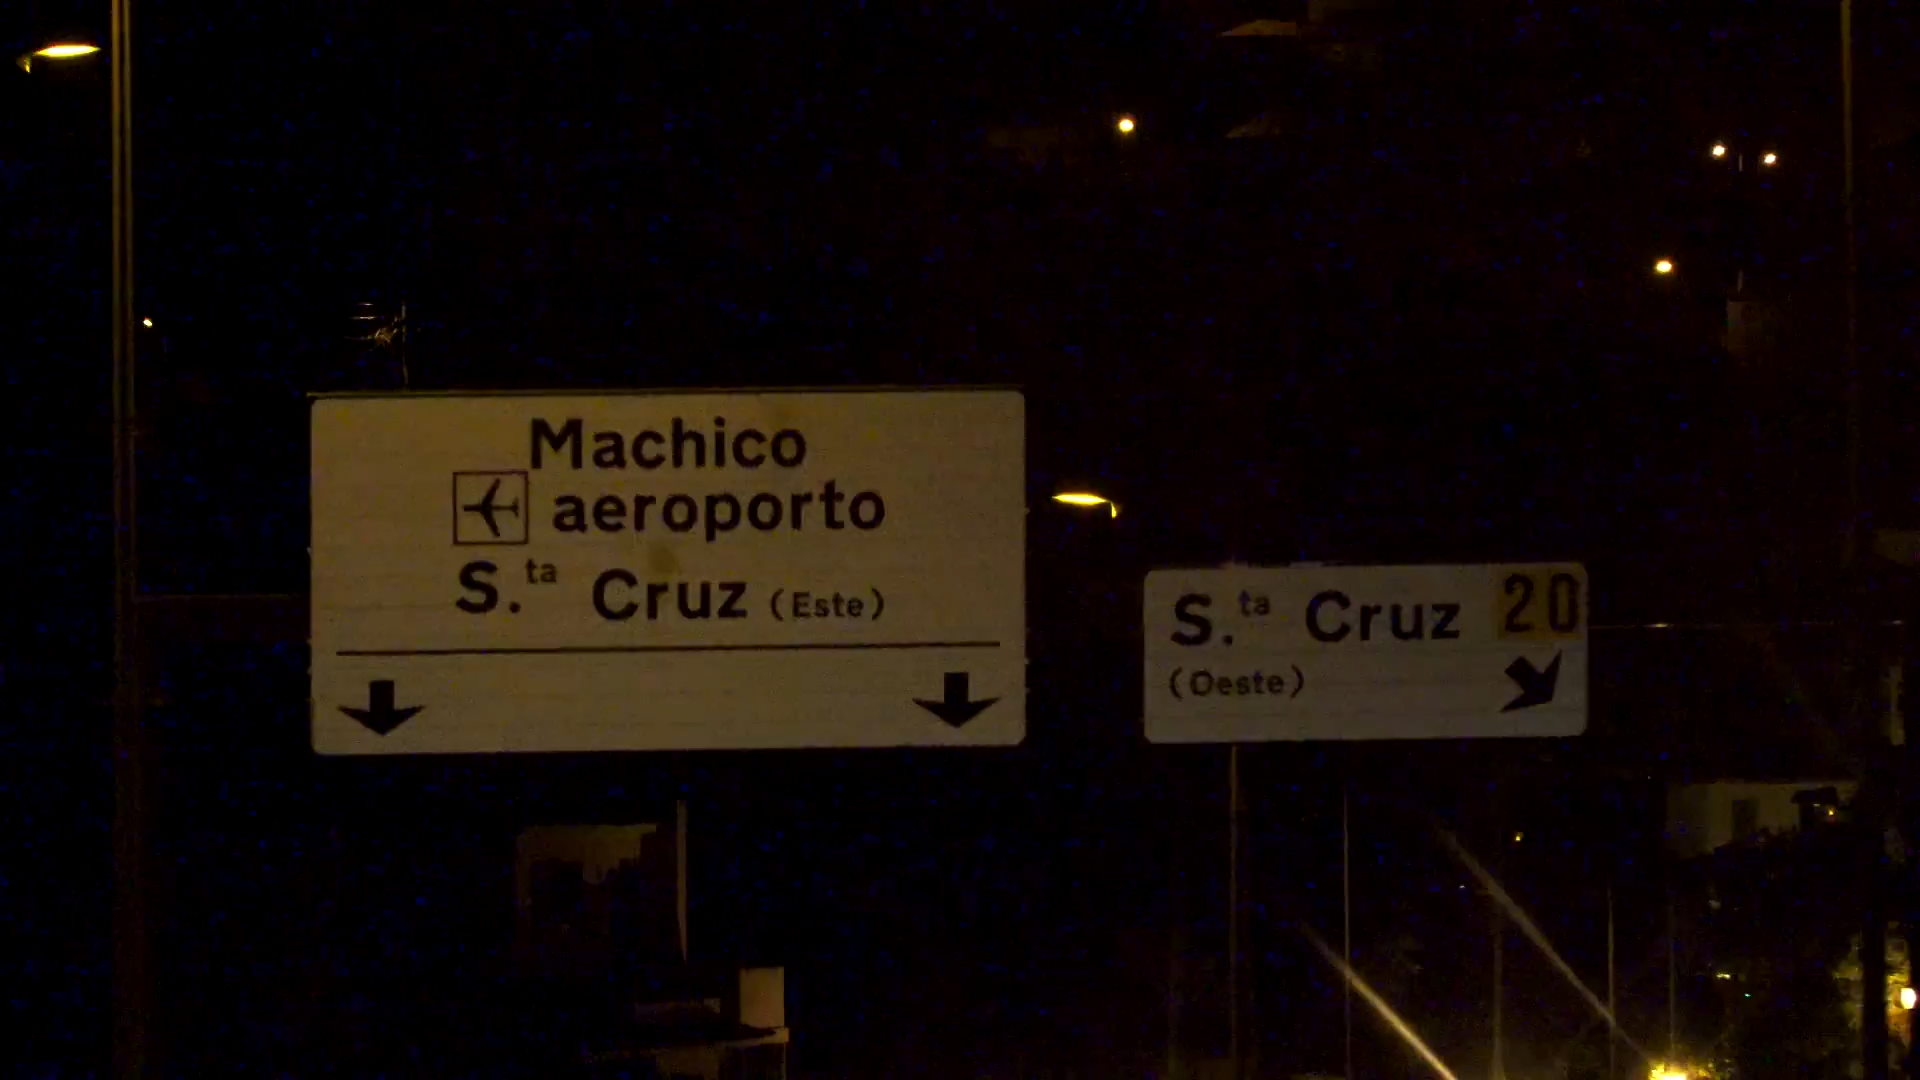 Machico
aeroporto
S.ta Cruz (Este)
S.ta Cruz 20
(Oeste)